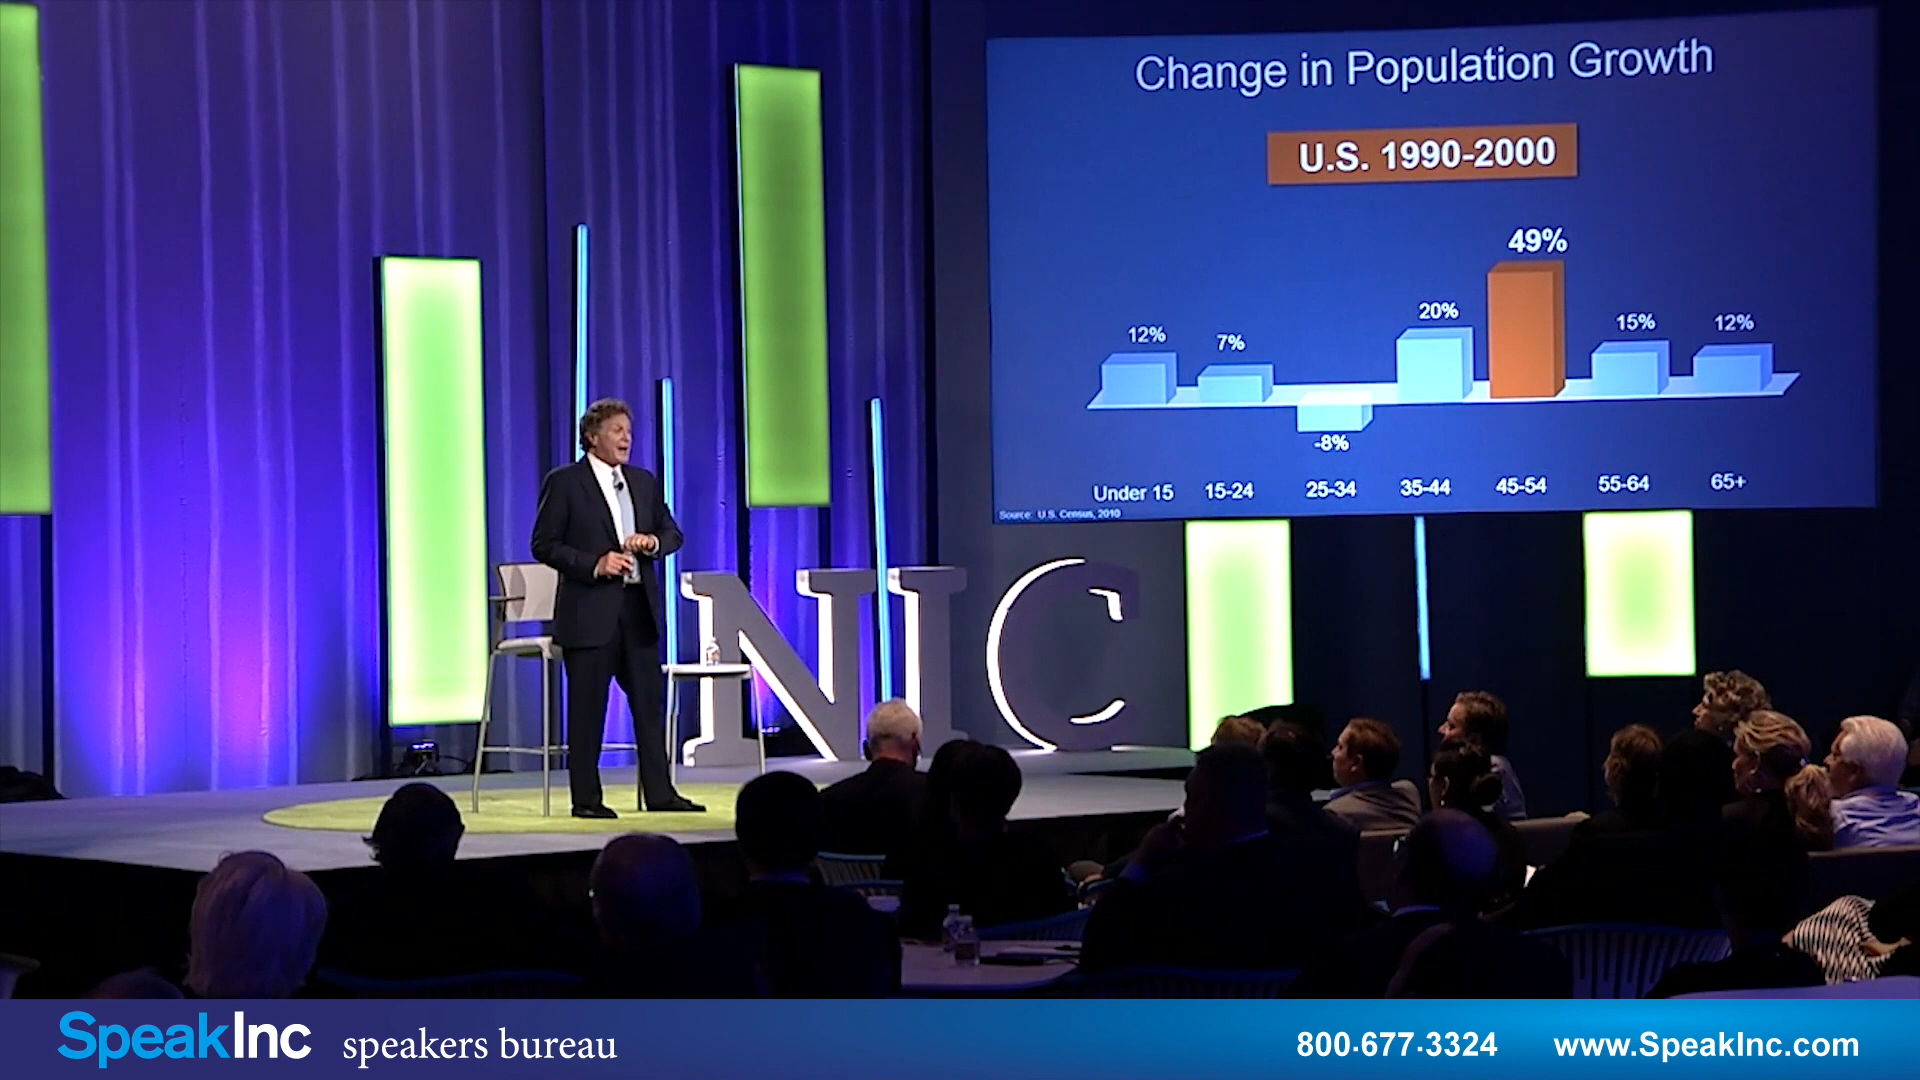 Change in Population Growth
U.S. 1990-2000
49%
20%
12%
7%
15%
12%
-8%
Under 15 15-24 25-34 35-44 45-54 55-64 65+
Source: U.S. Census, 2010
NIC
SpeakInc speakers bureau 800·677·3324 www.SpeakInc.com